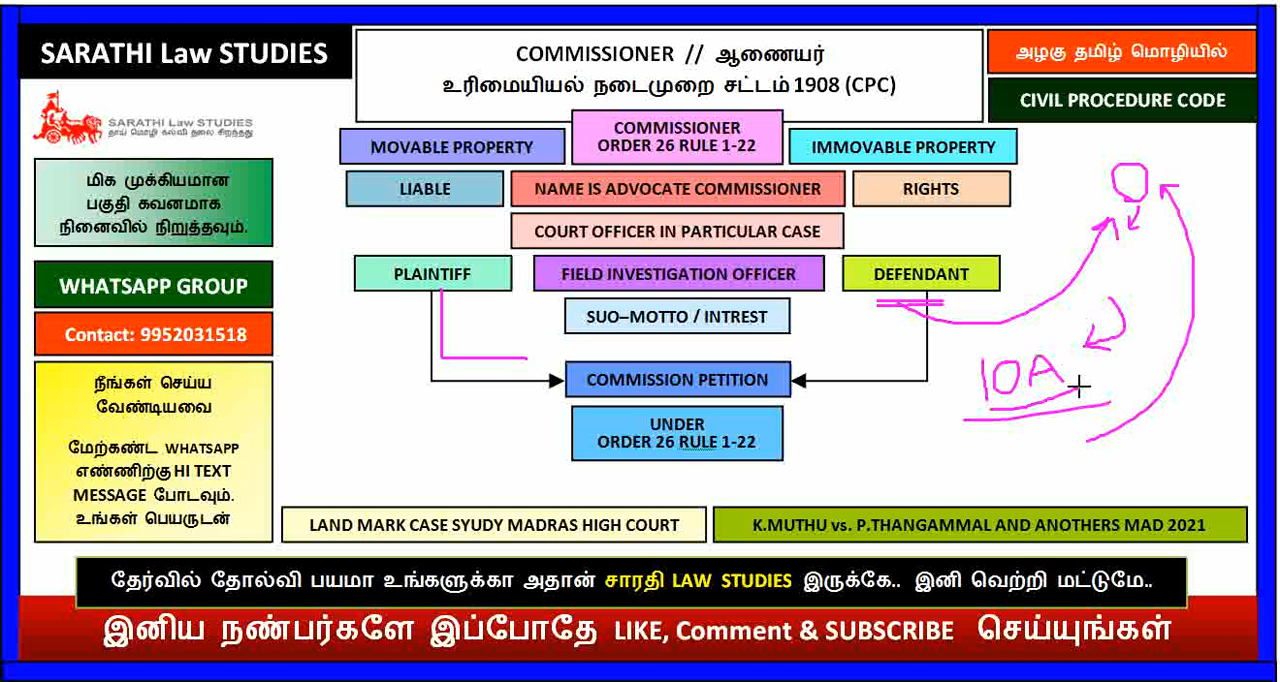 SARATHI Law STUDIES
COMMISSIONER // ஆணையர்
உரிமையியல் நடைமுறை சட்டம் 1908 (CPC)
அழகு தமிழ் மொழியில்
CIVIL PROCEDURE CODE
SARATHI Law STUDIES
தாய் மொழி கல்வி தலை சிறந்தது
மிக முக்கியமான
பகுதி கவனமாக
நினைவில் நிறுத்தவும்.
WHATSAPP GROUP
Contact: 9952031518
நீங்கள் செய்ய
வேண்டியவை
மேற்கண்ட WHATSAPP
எண்ணிற்கு HI TEXT
MESSAGE போடவும்.
உங்கள் பெயருடன்
MOVABLE PROPERTY
COMMISSIONER
ORDER 26 RULE 1-22
IMMOVABLE PROPERTY
LIABLE
NAME IS ADVOCATE COMMISSIONER
RIGHTS
COURT OFFICER IN PARTICULAR CASE
PLAINTIFF
FIELD INVESTIGATION OFFICER
DEFENDANT
SUO–MOTTO / INTREST
COMMISSION PETITION
10A
UNDER
ORDER 26 RULE 1-22
LAND MARK CASE SYUDY MADRAS HIGH COURT
K.MUTHU vs. P.THANGAMMAL AND ANOTHERS MAD 2021
தேர்வில் தோல்வி பயமா உங்களுக்கா அதான் சாரதி LAW STUDIES இருக்கே.. இனி வெற்றி மட்டுமே..
இனிய நண்பர்களே இப்போதே LIKE, Comment & SUBSCRIBE செய்யுங்கள்